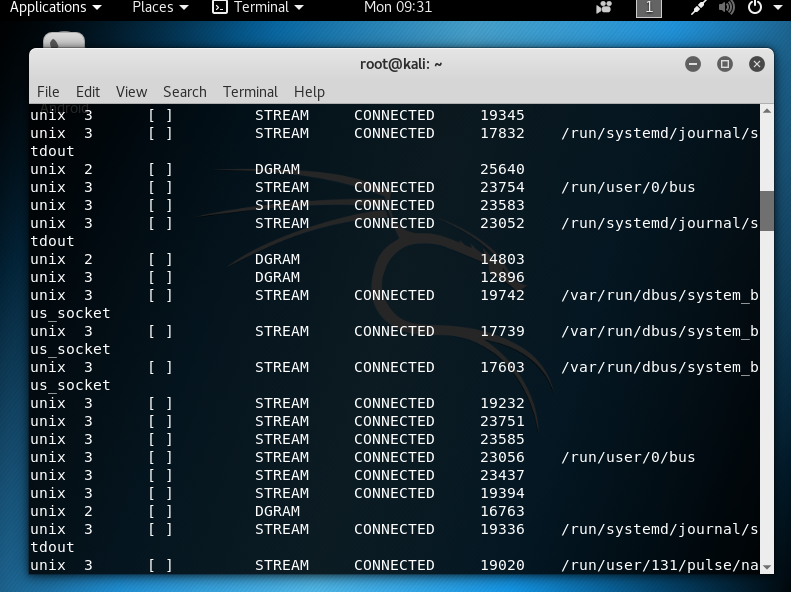 Applications Places Terminal Mon 09:31 1
root@kali: ~
File Edit View Search Terminal Help
Android
unix 3 [ ] STREAM CONNECTED 19345
unix 3 [ ] STREAM CONNECTED 17832 /run/systemd/journal/s
tdout
unix 2 [ ] DGRAM 25640
unix 3 [ ] STREAM CONNECTED 23754 /run/user/0/bus
unix 3 [ ] STREAM CONNECTED 23583
unix 3 [ ] STREAM CONNECTED 23052 /run/systemd/journal/s
tdout
unix 2 [ ] DGRAM 14803
unix 3 [ ] DGRAM 12896
unix 3 [ ] STREAM CONNECTED 19742 /var/run/dbus/system_b
us_socket
unix 3 [ ] STREAM CONNECTED 17739 /var/run/dbus/system_b
us_socket
unix 3 [ ] STREAM CONNECTED 17603 /var/run/dbus/system_b
us_socket
unix 3 [ ] STREAM CONNECTED 19232
unix 3 [ ] STREAM CONNECTED 23751
unix 3 [ ] STREAM CONNECTED 23585
unix 3 [ ] STREAM CONNECTED 23056 /run/user/0/bus
unix 3 [ ] STREAM CONNECTED 23437
unix 3 [ ] STREAM CONNECTED 19394
unix 2 [ ] DGRAM 16763
unix 3 [ ] STREAM CONNECTED 19336 /run/systemd/journal/s
tdout
unix 3 [ ] STREAM CONNECTED 19020 /run/user/131/pulse/na